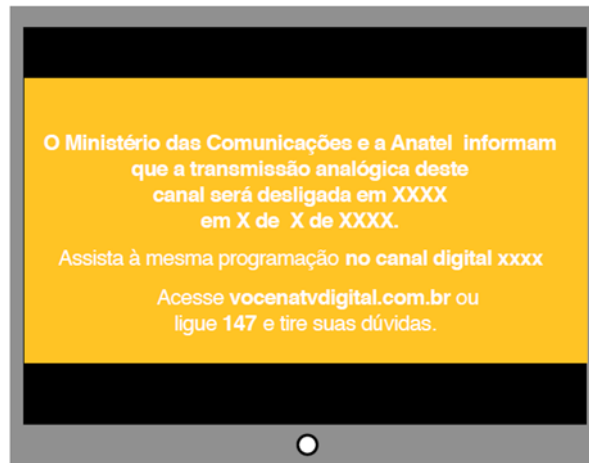 O Ministério das Comunicações e a Anatel informam
que a transmissão analógica deste
canal será desligada em XXXX
em X de X de XXXX.
Assista à mesma programação no canal digital xxxx
Acesse vocenatvdigital.com.br ou
ligue 147 e tire suas dúvidas.